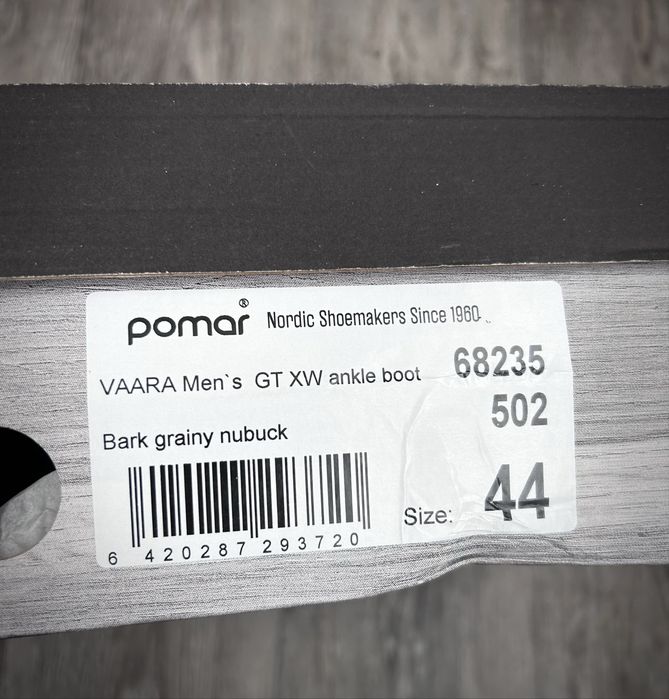 pomar® Nordic Shoemakers Since 1960
VAARA Men`s GT XW ankle boot 68235
502
Bark grainy nubuck
Size: 44
6 420287 293720